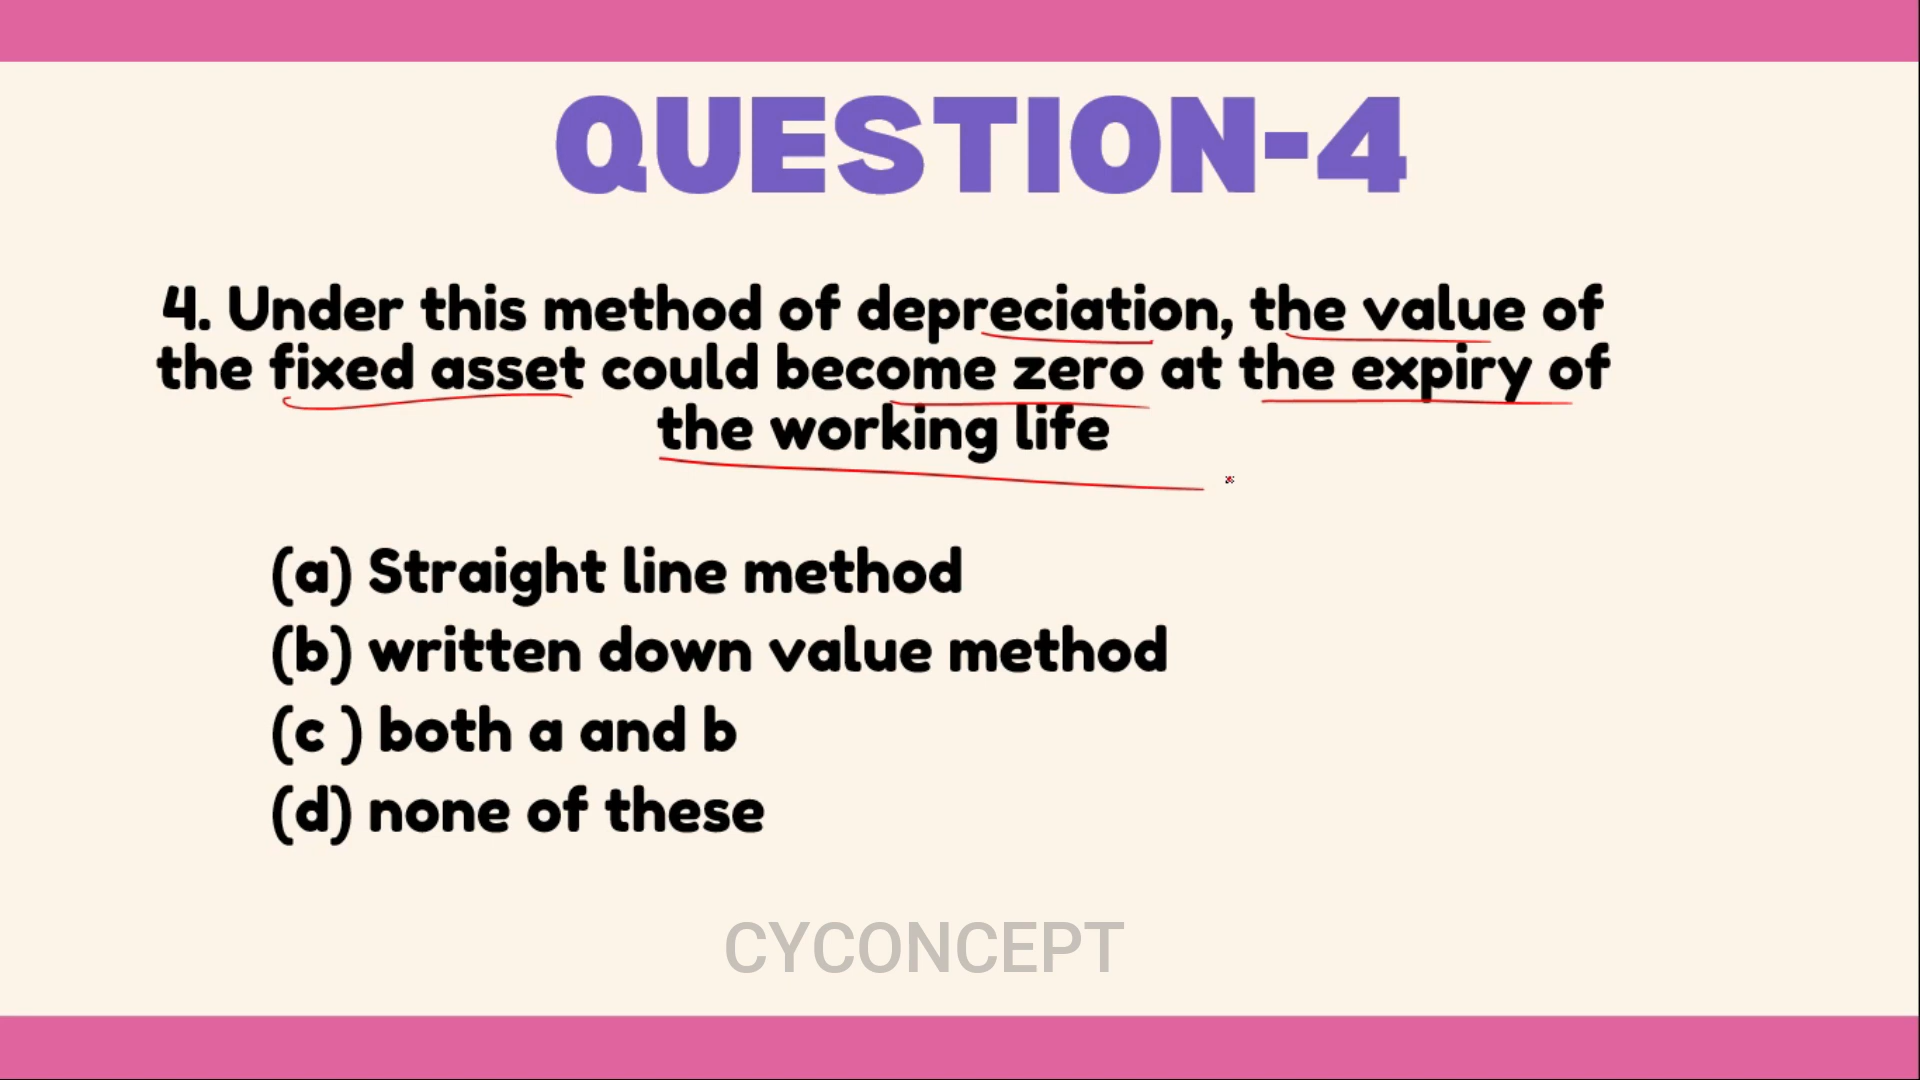 QUESTION-4
4. Under this method of depreciation, the value of
the fixed asset could become zero at the expiry of
the working life
(a) Straight line method
(b) written down value method
(c ) both a and b
(d) none of these
CYCONCEPT